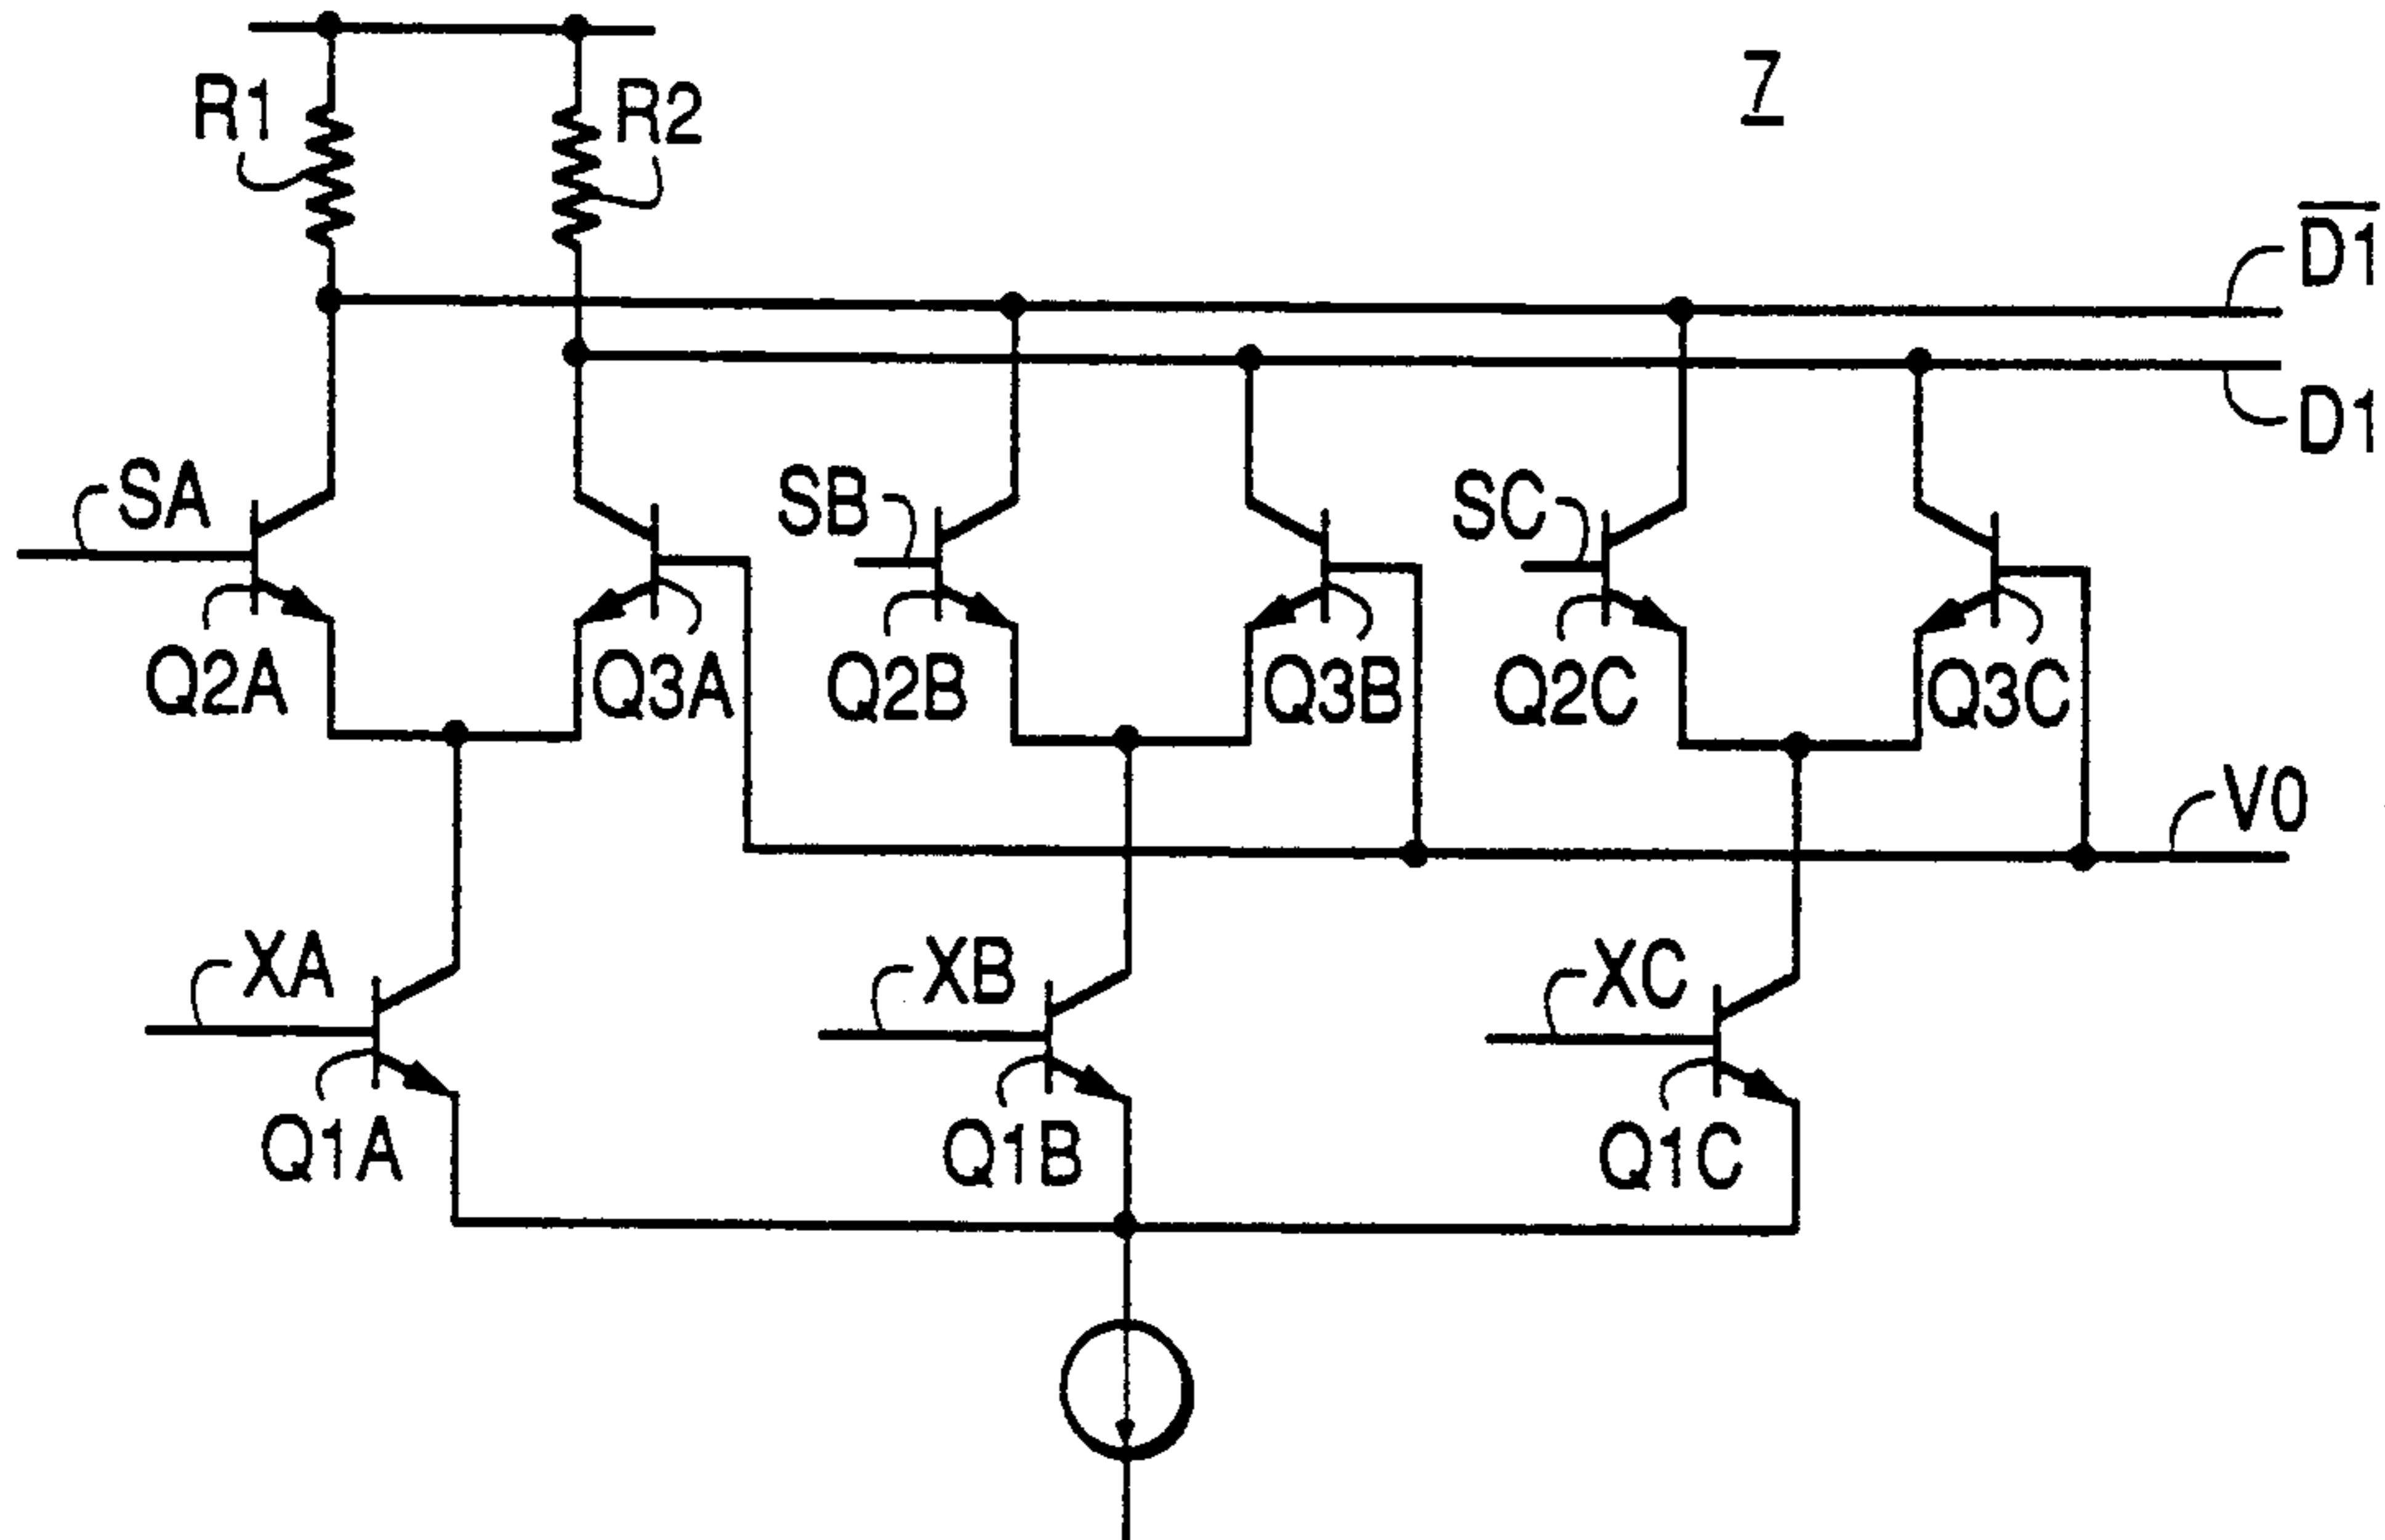 7
R1
R2
D1
D1
SA
SB
SC
Q2A
Q3A
Q2B
Q3B
Q2C
Q3C
V0
XA
XB
XC
Q1A
Q1B
Q1C